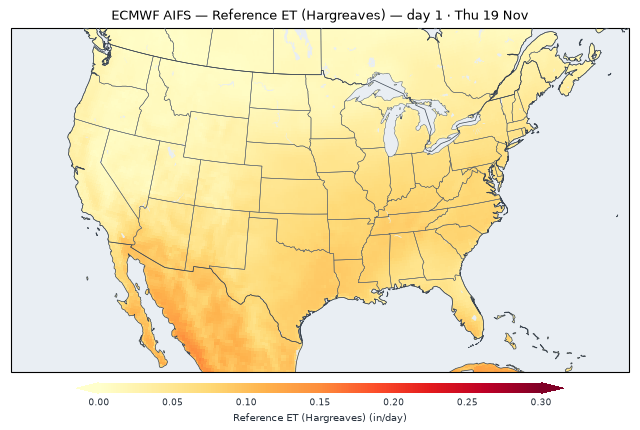 ECMWF AIFS — Reference ET (Hargreaves) — day 1 · Thu 19 Nov
0.00 0.05 0.10 0.15 0.20 0.25 0.30
Reference ET (Hargreaves) (in/day)